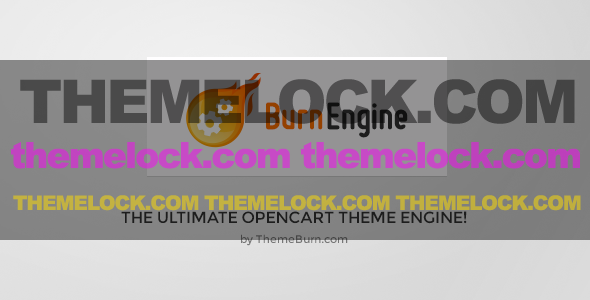 THEMELOCK.COM
BurnEngine
themelock.com themelock.com
THEMELOCK.COM THEMELOCK.COM THEMELOCK.COM
THE ULTIMATE OPENCART THEME ENGINE!
by ThemeBurn.com